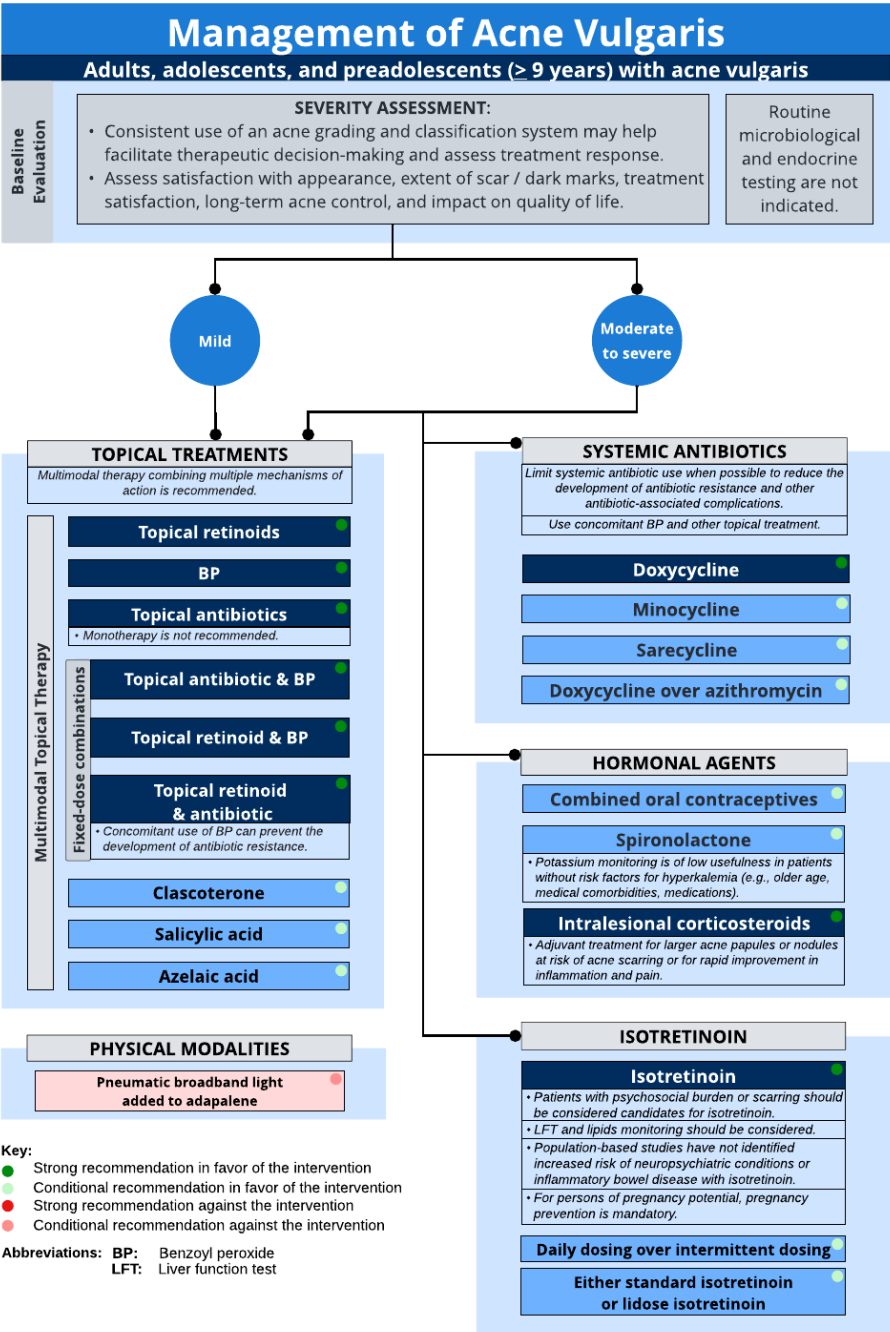 Management of Acne Vulgaris
Adults, adolescents, and preadolescents (≥ 9 years) with acne vulgaris
Baseline
Evaluation
SEVERITY ASSESSMENT:
• Consistent use of an acne grading and classification system may help
facilitate therapeutic decision-making and assess treatment response.
• Assess satisfaction with appearance, extent of scar / dark marks, treatment
satisfaction, long-term acne control, and impact on quality of life.
Routine
microbiological
and endocrine
testing are not
indicated.
Mild
Moderate
to severe
TOPICAL TREATMENTS
Multimodal therapy combining multiple mechanisms of
action is recommended.
Multimodal Topical Therapy
Topical retinoids
BP
Topical antibiotics
• Monotherapy is not recommended.
Fixed-dose combinations
Topical antibiotic & BP
Topical retinoid & BP
Topical retinoid
& antibiotic
• Concomitant use of BP can prevent the
development of antibiotic resistance.
Clascoterone
Salicylic acid
Azelaic acid
PHYSICAL MODALITIES
Pneumatic broadband light
added to adapalene
SYSTEMIC ANTIBIOTICS
Limit systemic antibiotic use when possible to reduce the
development of antibiotic resistance and other
antibiotic-associated complications.
Use concomitant BP and other topical treatment.
Doxycycline
Minocycline
Sarecycline
Doxycycline over azithromycin
HORMONAL AGENTS
Combined oral contraceptives
Spironolactone
• Potassium monitoring is of low usefulness in patients
without risk factors for hyperkalemia (e.g., older age,
medical comorbidities, medications).
Intralesional corticosteroids
• Adjuvant treatment for larger acne papules or nodules
at risk of acne scarring or for rapid improvement in
inflammation and pain.
ISOTRETINOIN
Isotretinoin
• Patients with psychosocial burden or scarring should
be considered candidates for isotretinoin.
• LFT and lipids monitoring should be considered.
• Population-based studies have not identified
increased risk of neuropsychiatric conditions or
inflammatory bowel disease with isotretinoin.
• For persons of pregnancy potential, pregnancy
prevention is mandatory.
Daily dosing over intermittent dosing
Either standard isotretinoin
or lidose isotretinoin
Key:
Strong recommendation in favor of the intervention
Conditional recommendation in favor of the intervention
Strong recommendation against the intervention
Conditional recommendation against the intervention
Abbreviations: BP: Benzoyl peroxide
LFT: Liver function test